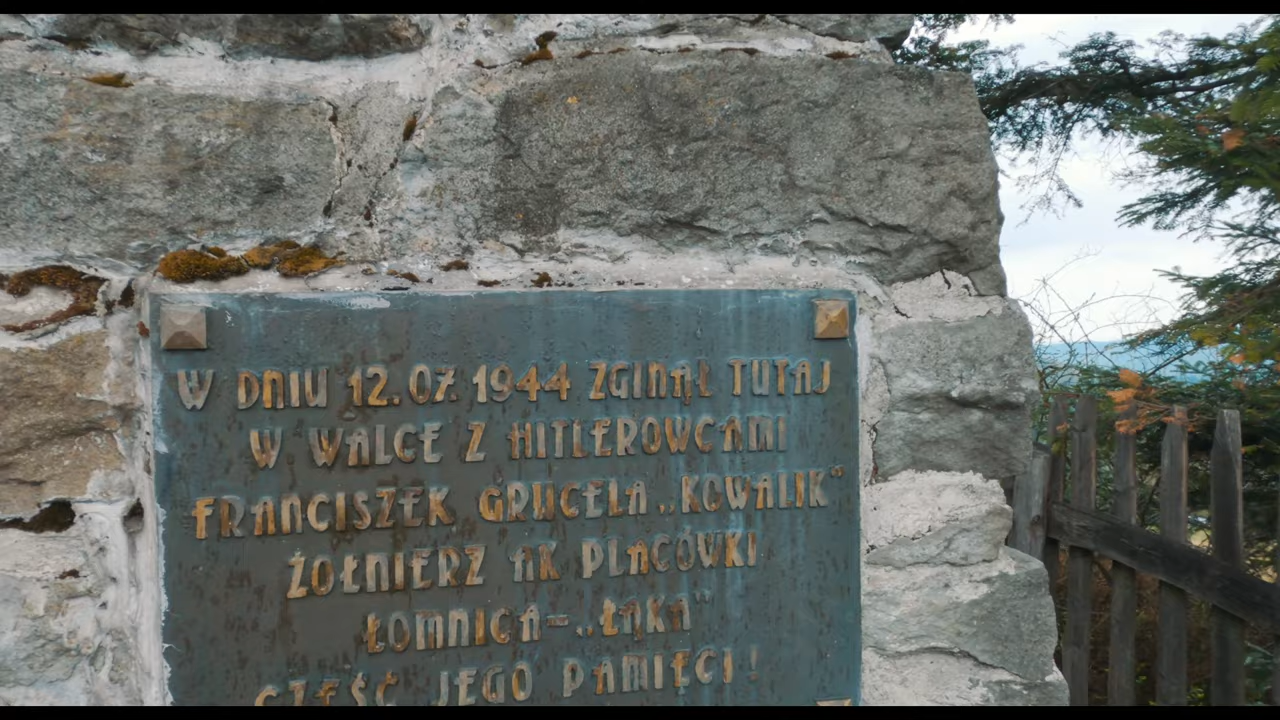 W DNIU 12.07. 1944 ZGINĄŁ TUTAJ
W WALCE Z HITLEROWCAMI
FRANCISZEK GRUCELA „KOWALIK”
ŻOŁNIERZ AK PLACÓWKI
ŁOMNICA-„ŁĄKA”
CZEŚĆ JEGO PAMIĘCI!